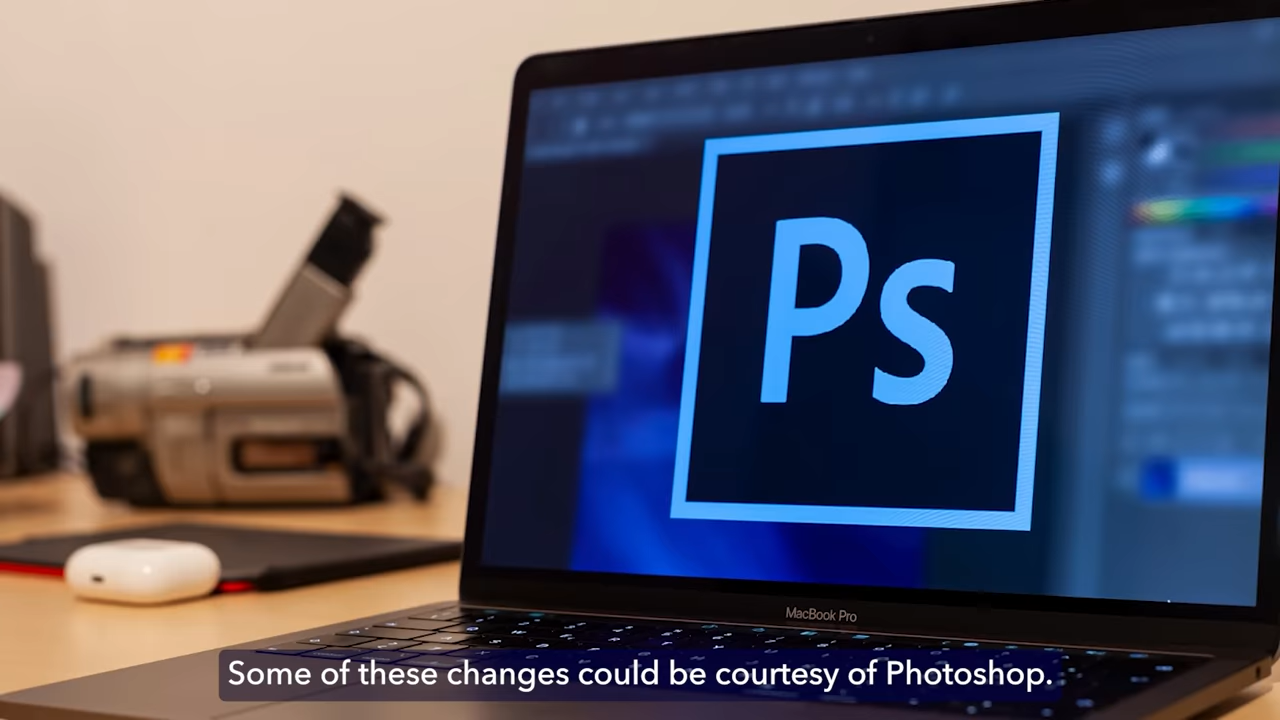 Ps
MacBook Pro
Some of these changes could be courtesy of Photoshop.